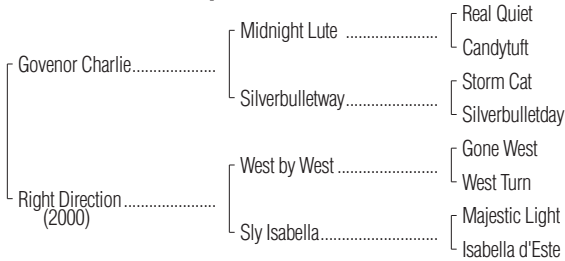 Real Quiet
Midnight Lute ......................
Candytuft
Govenor Charlie....................
Storm Cat
Silverbulletway......................
Silverbulletday
Gone West
West by West ........................
West Turn
Right Direction......................
(2000)
Majestic Light
Sly Isabella............................
Isabella d'Este